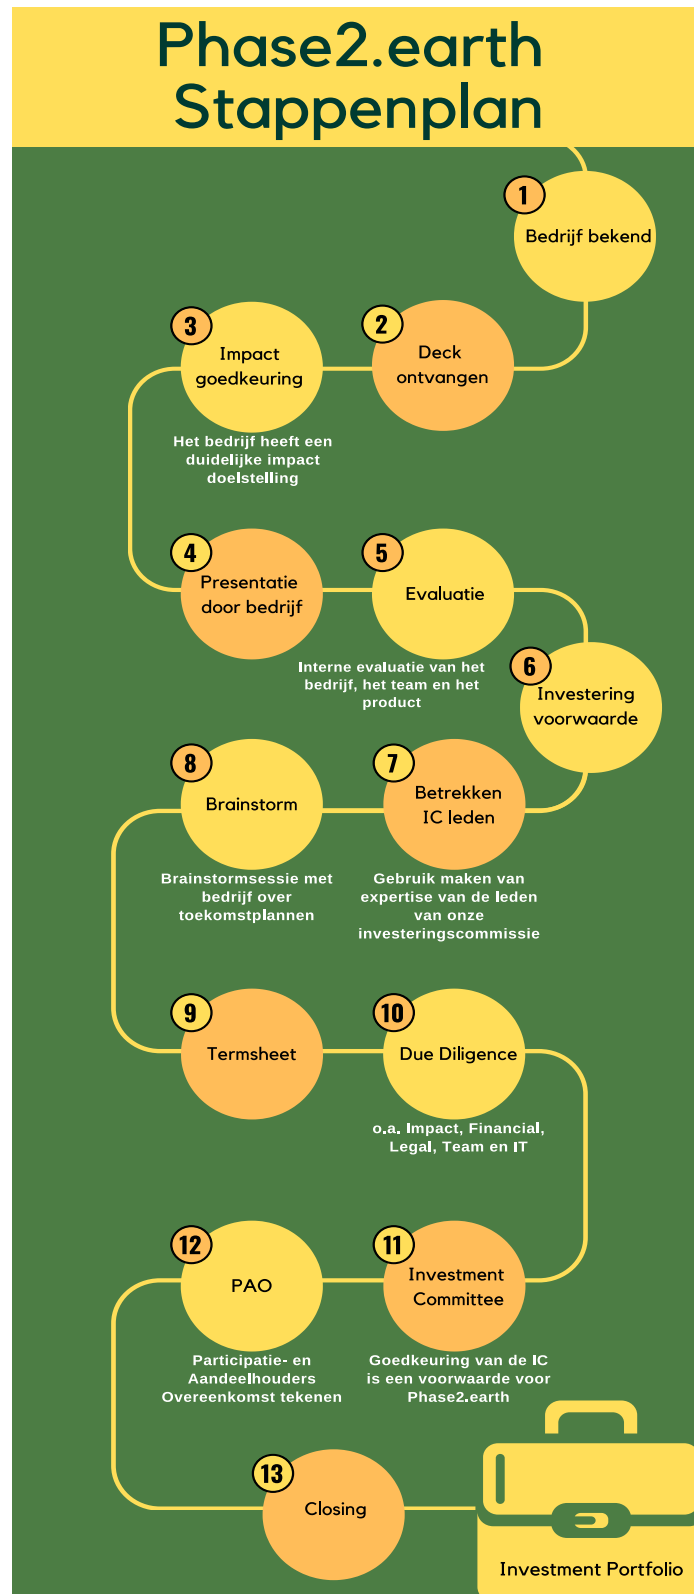 Phase2.earth
Stappenplan
1
Bedrijf bekend
2
Deck
ontvangen
3
Impact
goedkeuring
Het bedrijf heeft een
duidelijke impact
doelstelling
4
Presentatie
door bedrijf
5
Evaluatie
Interne evaluatie van het
bedrijf, het team en het
product
6
Investering
voorwaarde
7
Betrekken
IC leden
Gebruik maken van
expertise van de leden
van onze
investeringscommissie
8
Brainstorm
Brainstormsessie met
bedrijf over
toekomstplannen
9
Termsheet
10
Due Diligence
o.a. Impact, Financial,
Legal, Team en IT
11
Investment
Committee
Goedkeuring van de IC
is een voorwaarde voor
Phase2.earth
12
PAO
Participatie- en
Aandeelhouders
Overeenkomst tekenen
13
Closing
Investment Portfolio